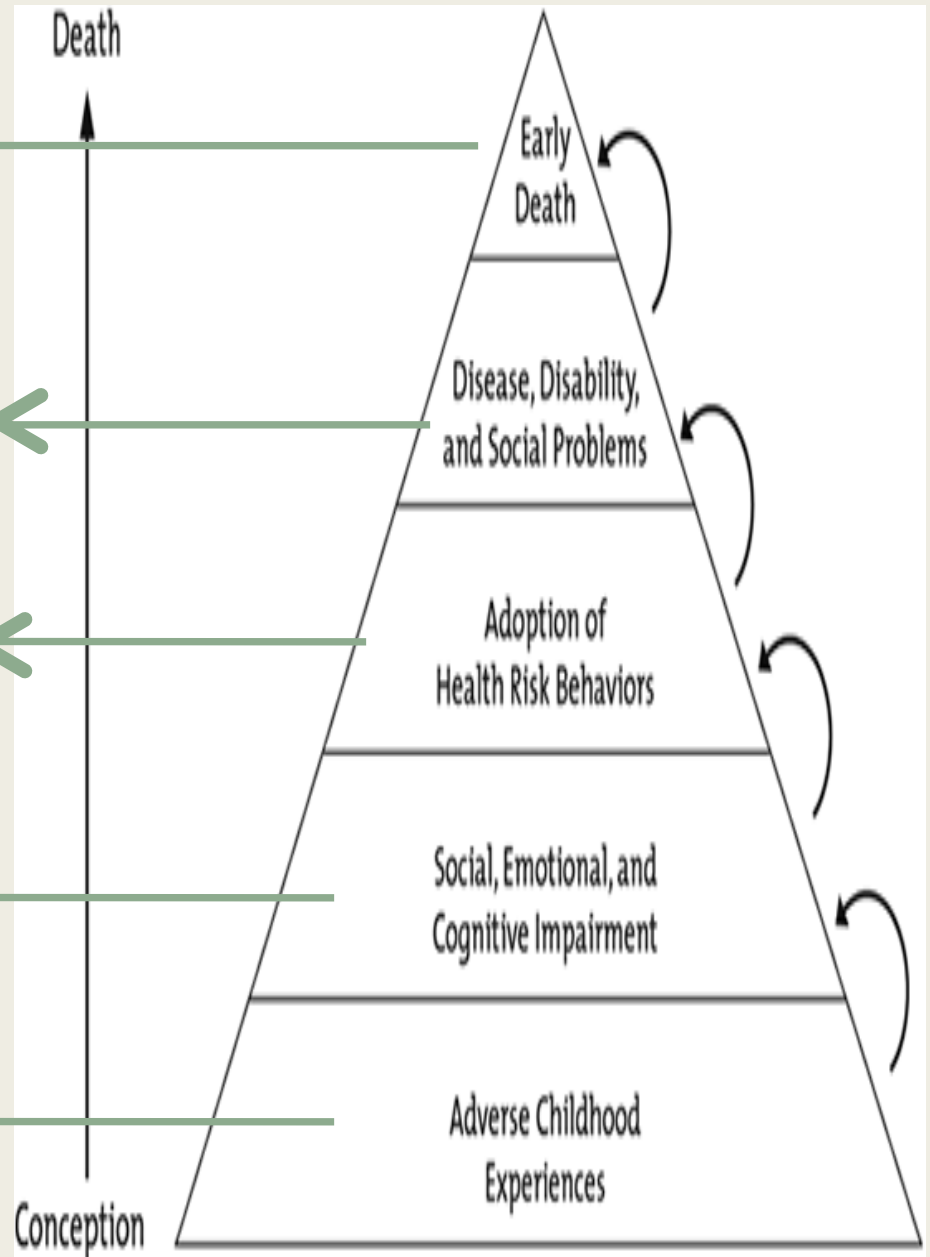 Death
Early
Death
Disease, Disability,
and Social Problems
Adoption of
Health Risk Behaviors
Social, Emotional, and
Cognitive Impairment
Adverse Childhood
Experiences
Conception